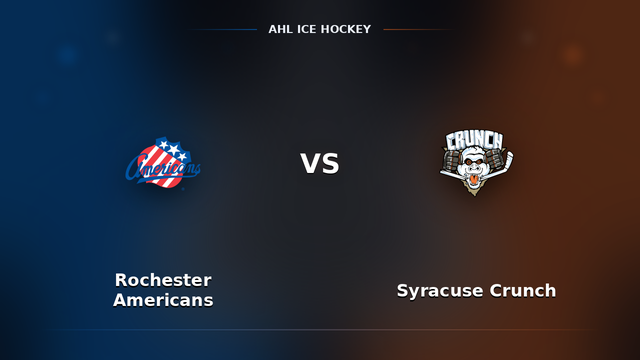 AHL ICE HOCKEY
Americans
VS
CRUNCH
Rochester
Americans
Syracuse Crunch